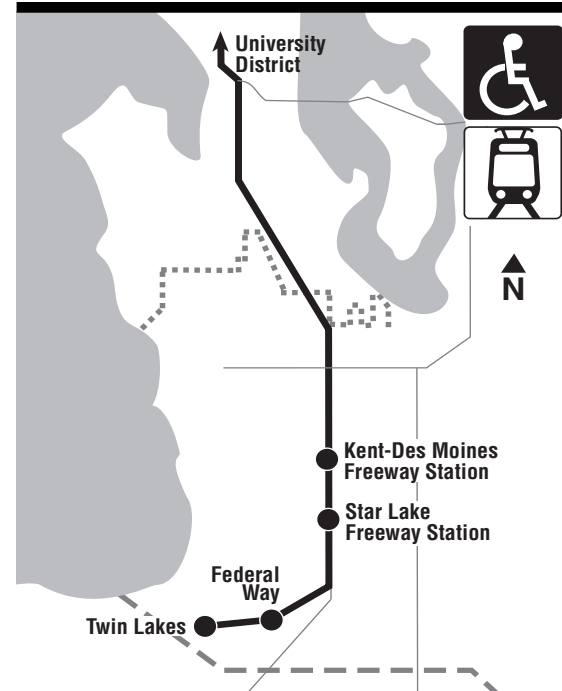 University
District
N
Kent-Des Moines
Freeway Station
Star Lake
Freeway Station
Federal
Way
Twin Lakes